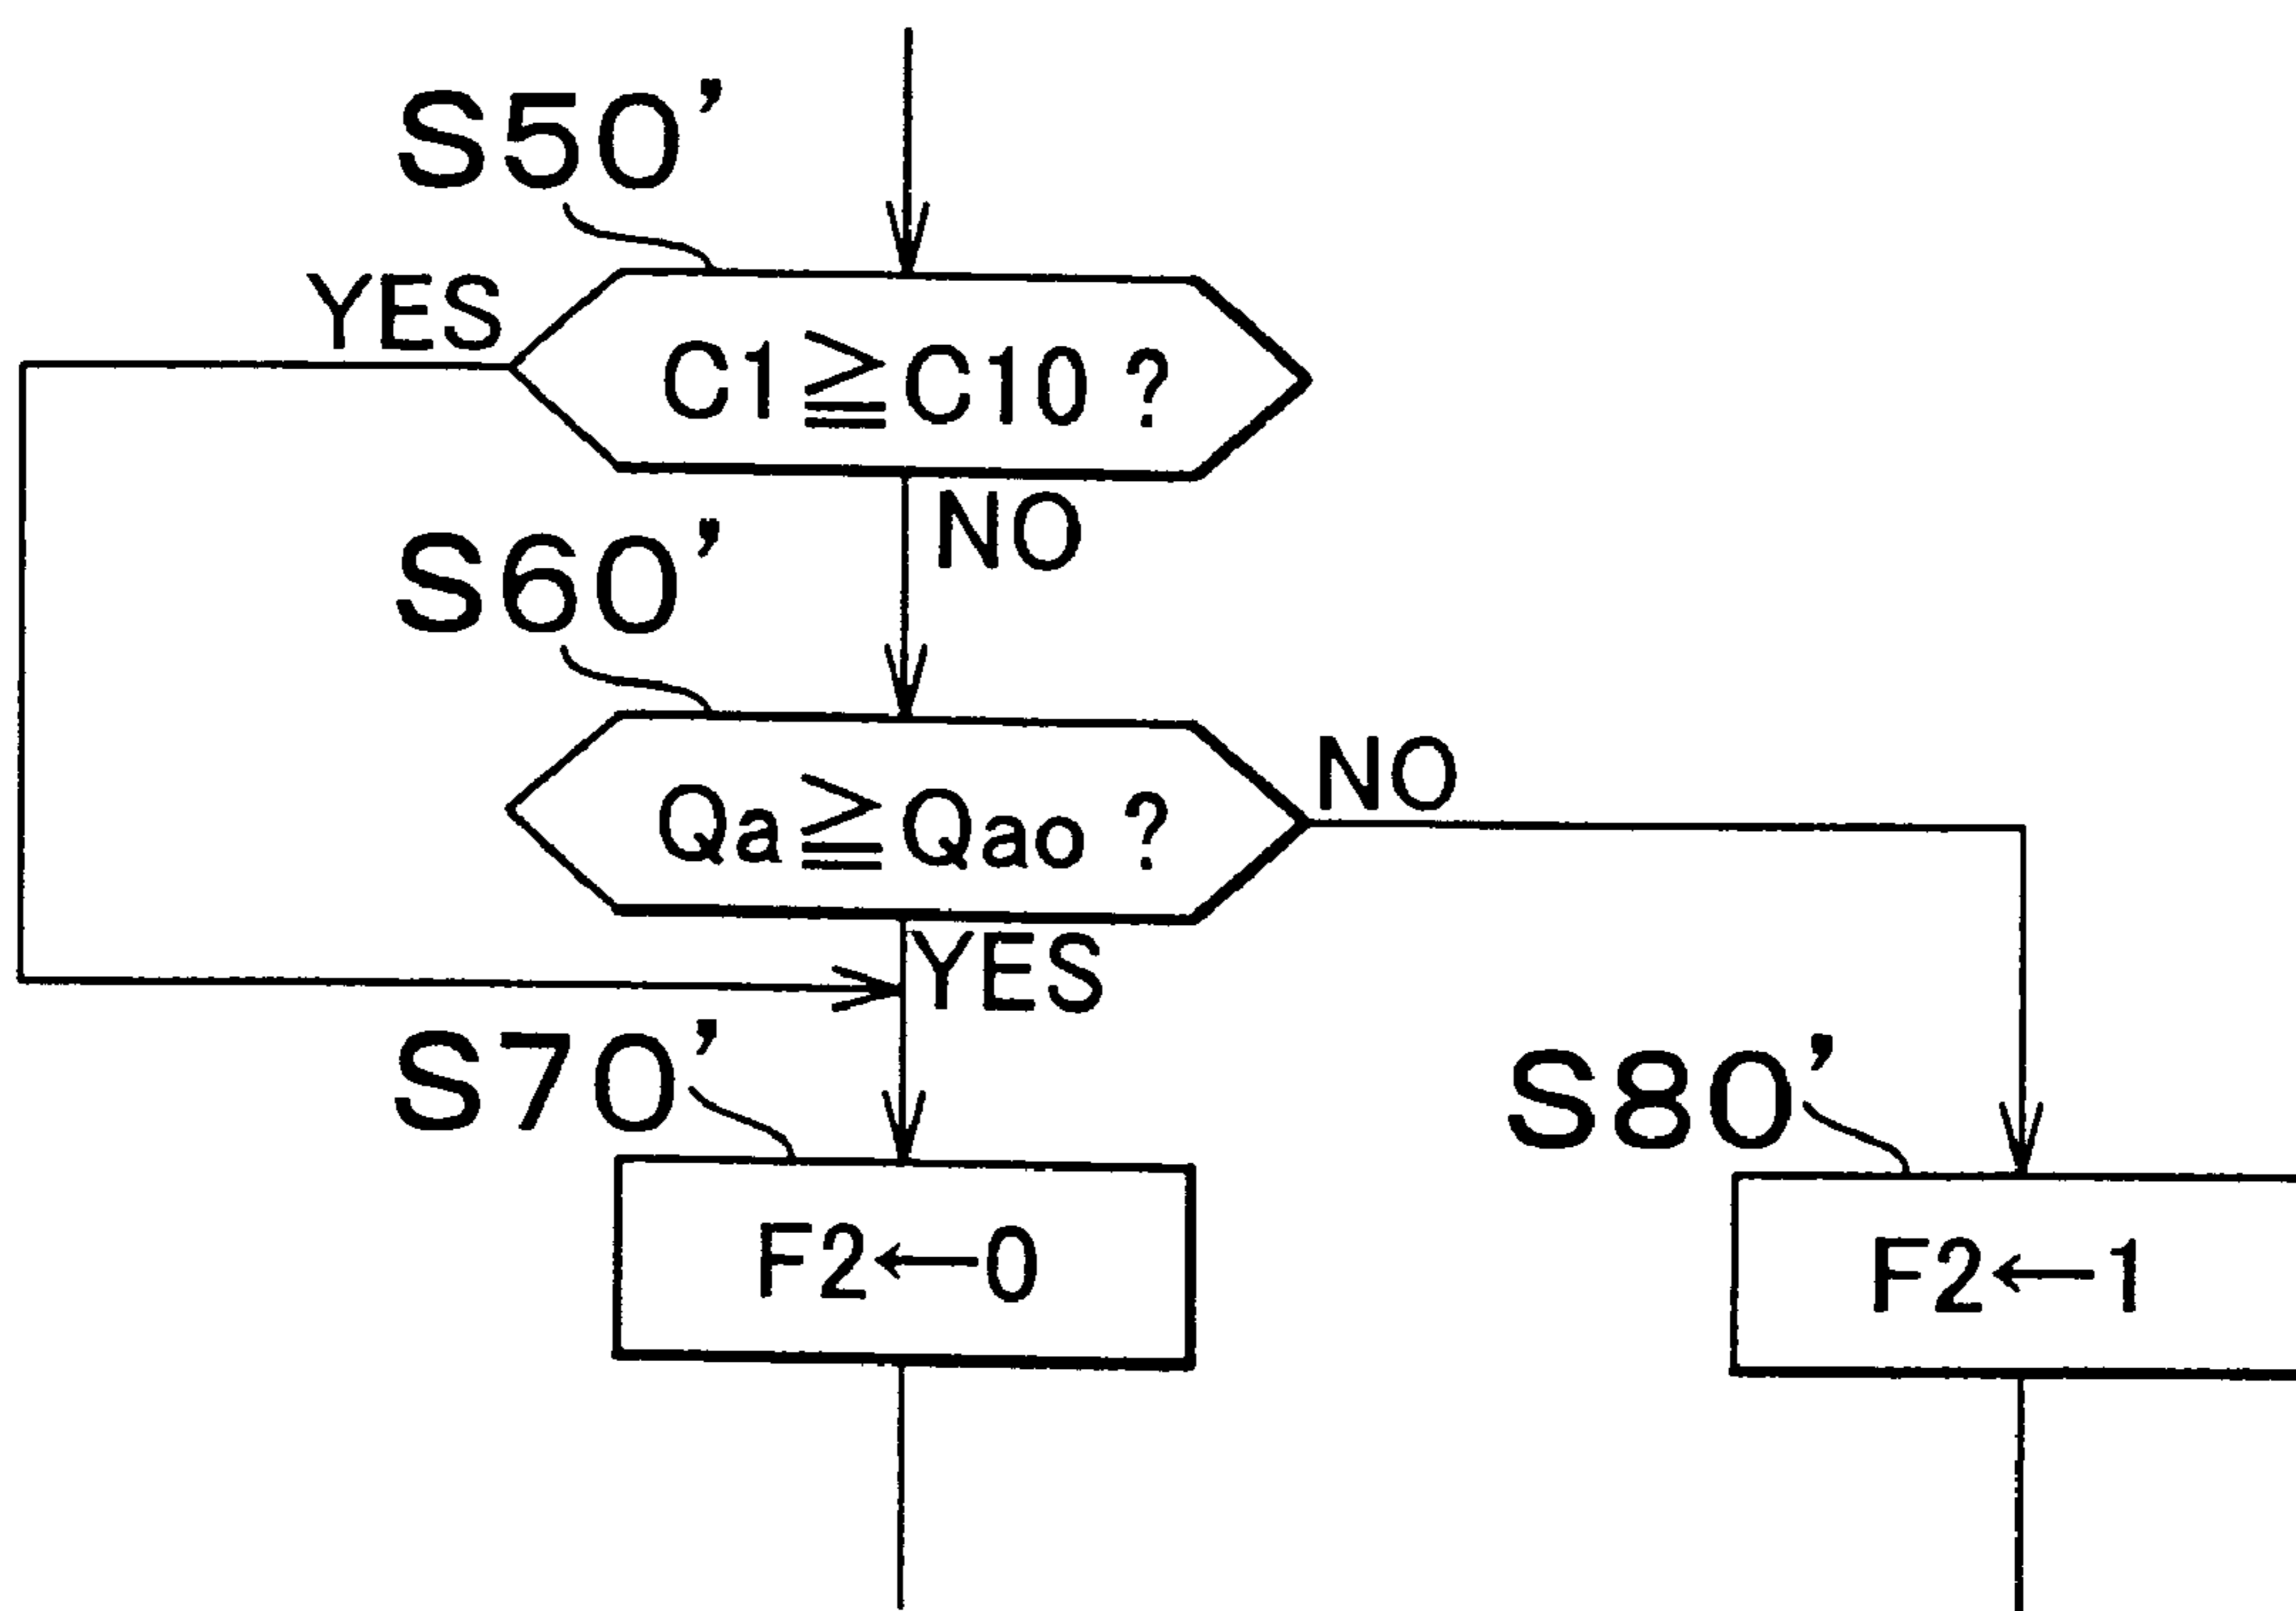 S50'
YES
C1≧C10 ?
NO
S60'
Qa≧Qao ?
NO
YES
S70'
S80'
F2←0
F2←1